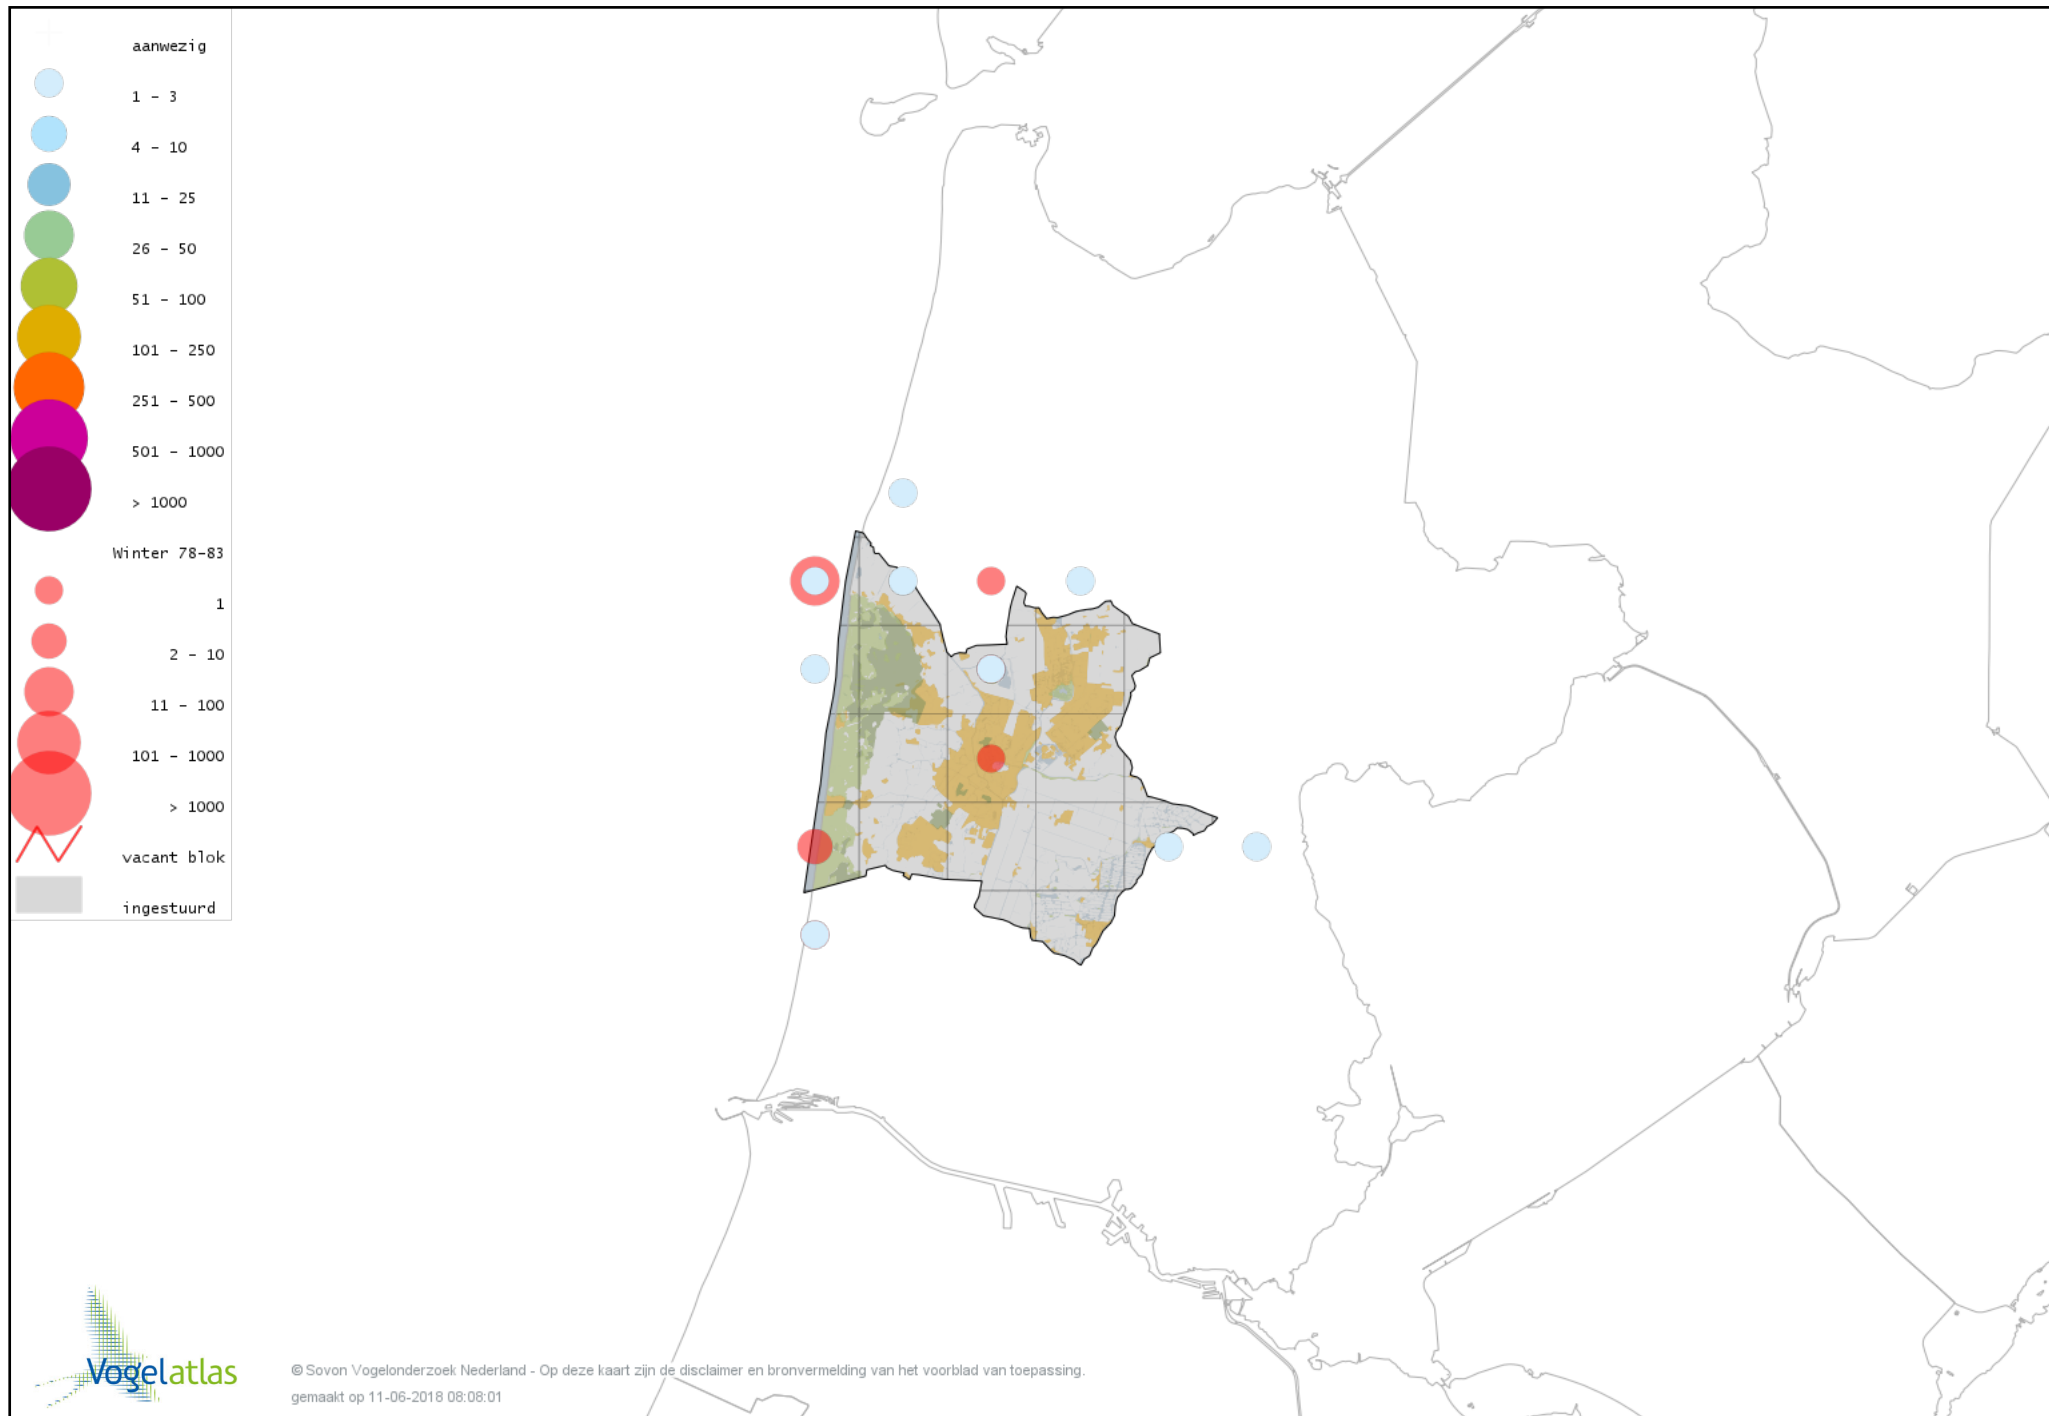 aanwezig
1 - 3
4 - 10
11 - 25
26 - 50
51 - 100
101 - 250
251 - 500
501 - 1000
> 1000
Winter 78-83
1
2 - 10
11 - 100
101 - 1000
> 1000
vacant blok
ingestuurd
Vogelatlas
© Sovon Vogelonderzoek Nederland - Op deze kaart zijn de disclaimer en bronvermelding van het voorblad van toepassing.
gemaakt op 11-06-2018 08:08:01